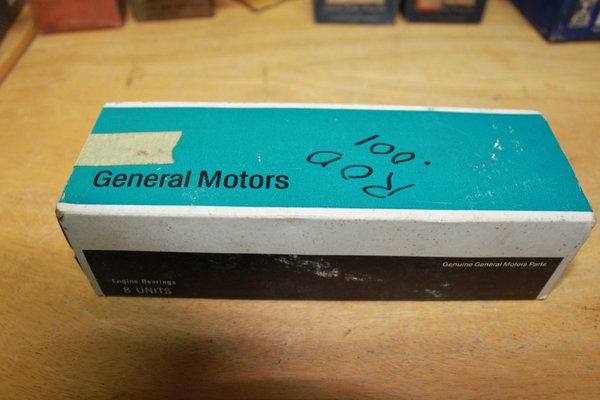 General Motors
.001
ROD
Genuine General Motors Parts
Engine Bearings
8 UNITS